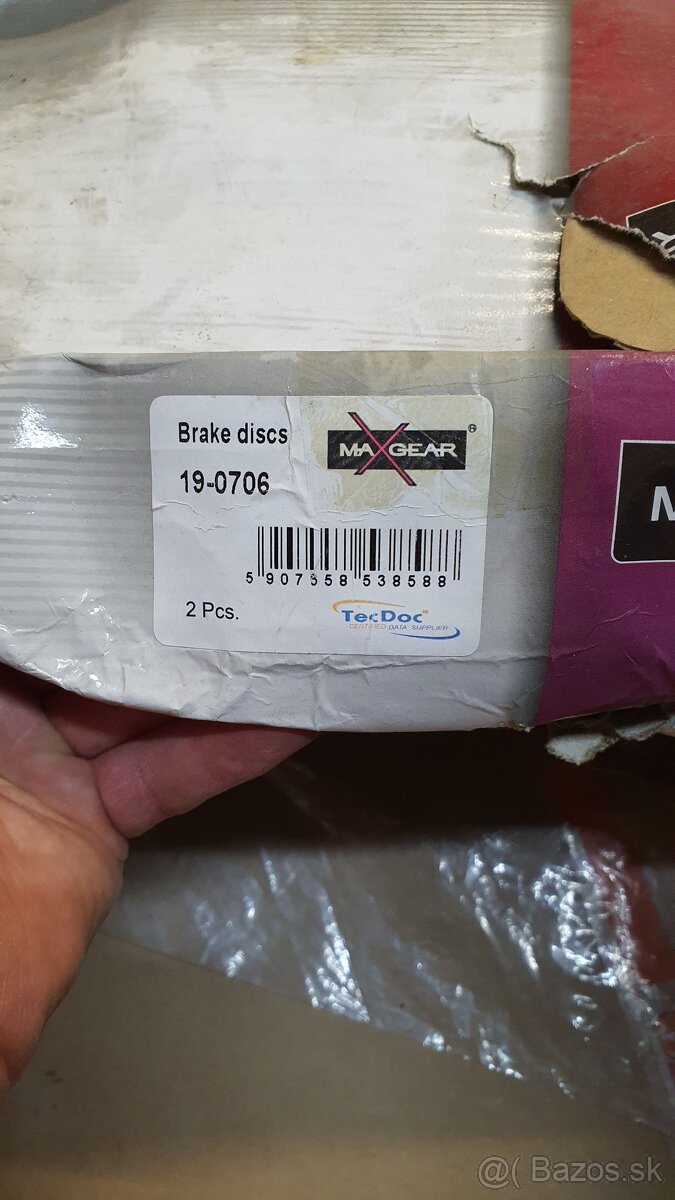 Brake discs
MAXGEAR®
19-0706
5 907558 538588
2 Pcs.
TecDoc
CERTIFIED DATA SUPPLIER
M
@( Bazos.sk